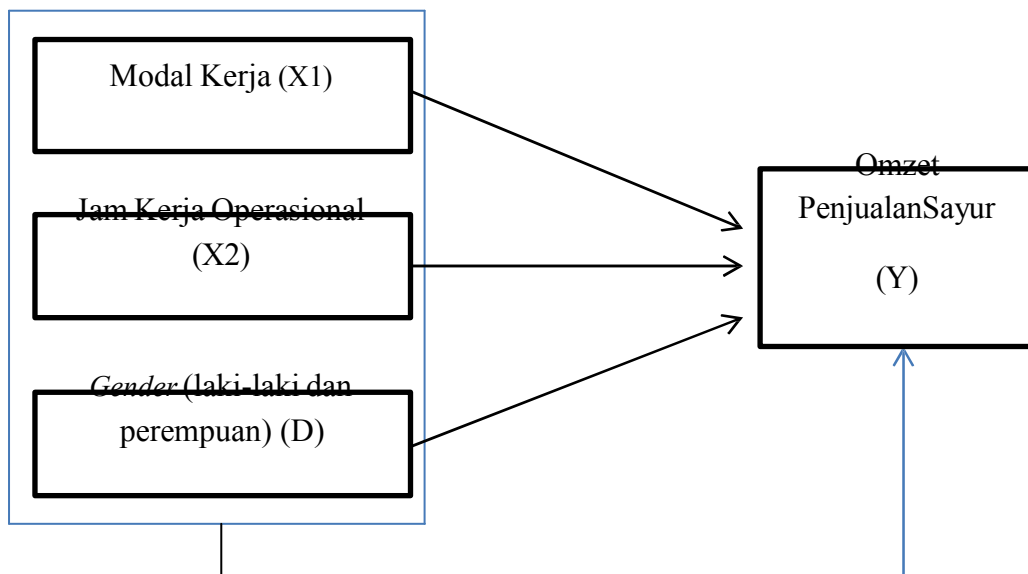 Modal Kerja (X1)
Jam Kerja Operasional
(X2)
Gender (laki-laki dan
perempuan) (D)
Omzet
PenjualanSayur
(Y)